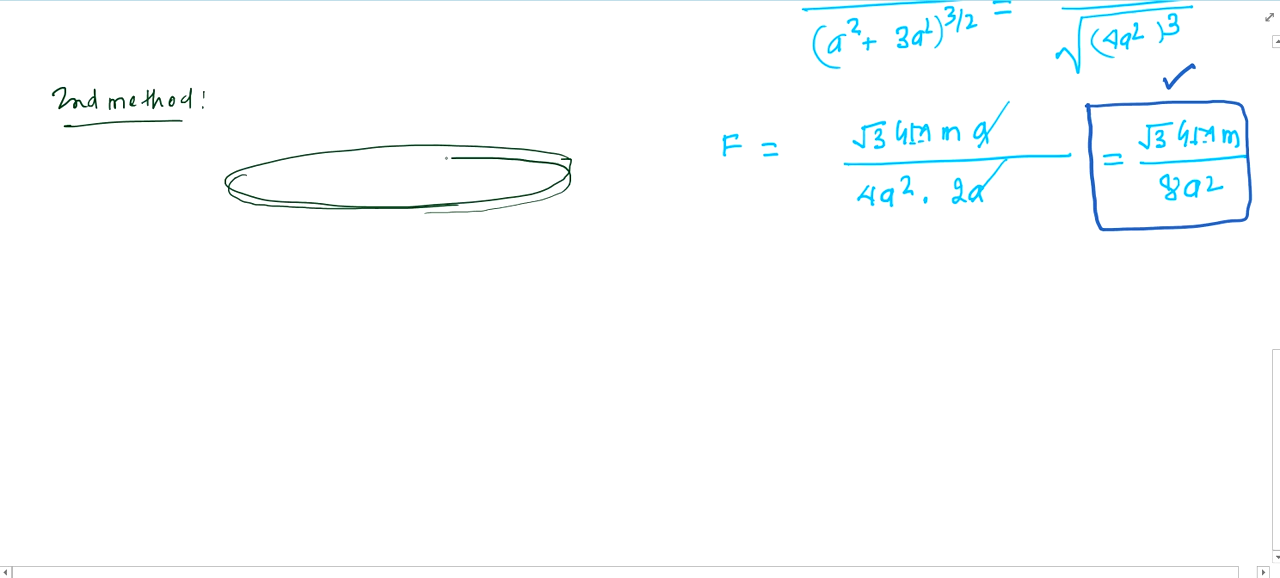 (a² + 3a²)^3/2 = √(4a²)³
2nd method!
F = √3 GMm a / 4a² . 2a = √3 GMm / 8a²